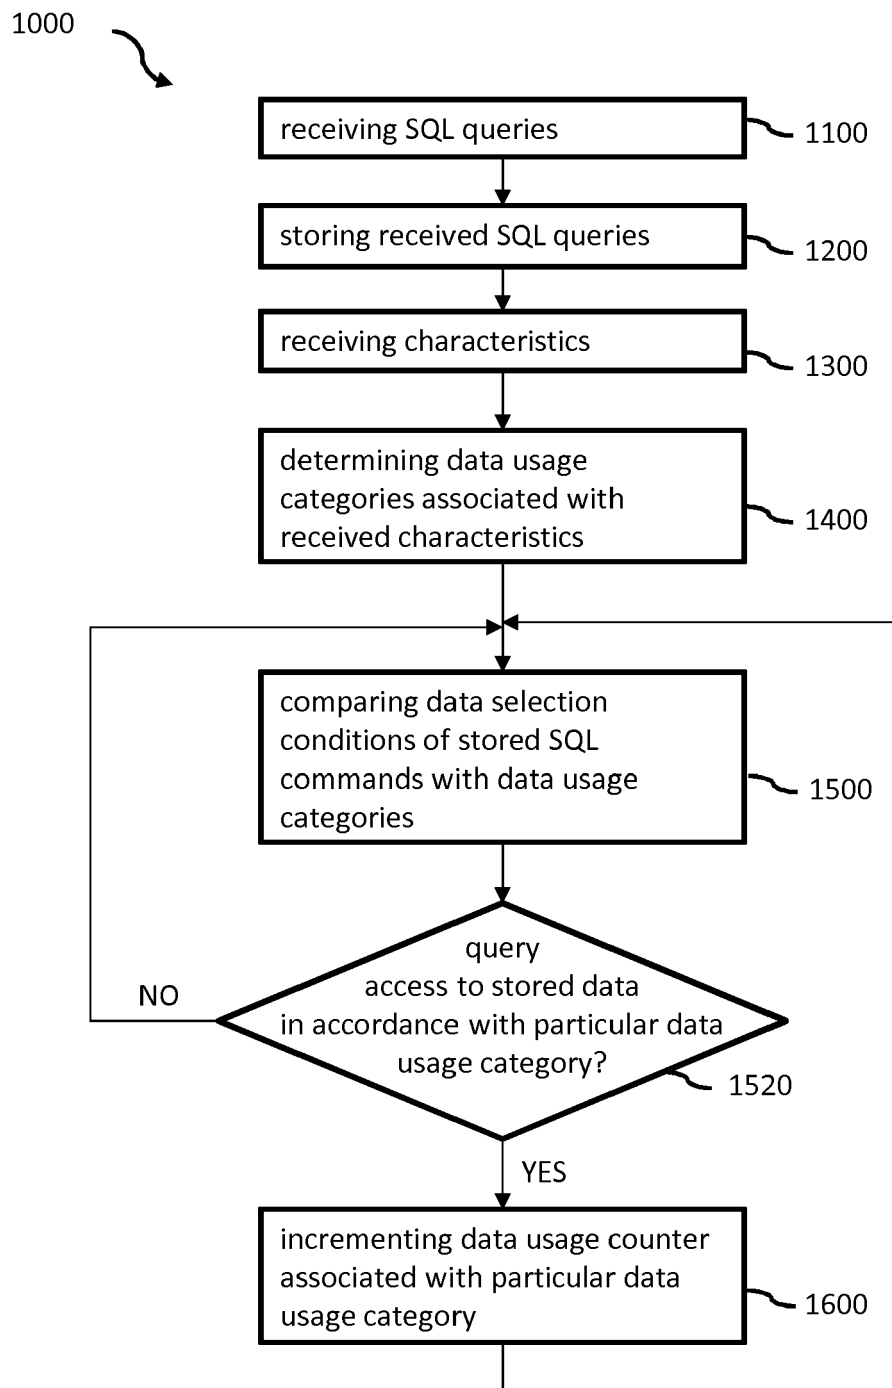 1000
receiving SQL queries
1100
storing received SQL queries
1200
receiving characteristics
1300
determining data usage
categories associated with
received characteristics
1400
comparing data selection
conditions of stored SQL
commands with data usage
categories
1500
query
access to stored data
in accordance with particular data
usage category?
NO
1520
YES
incrementing data usage counter
associated with particular data
usage category
1600